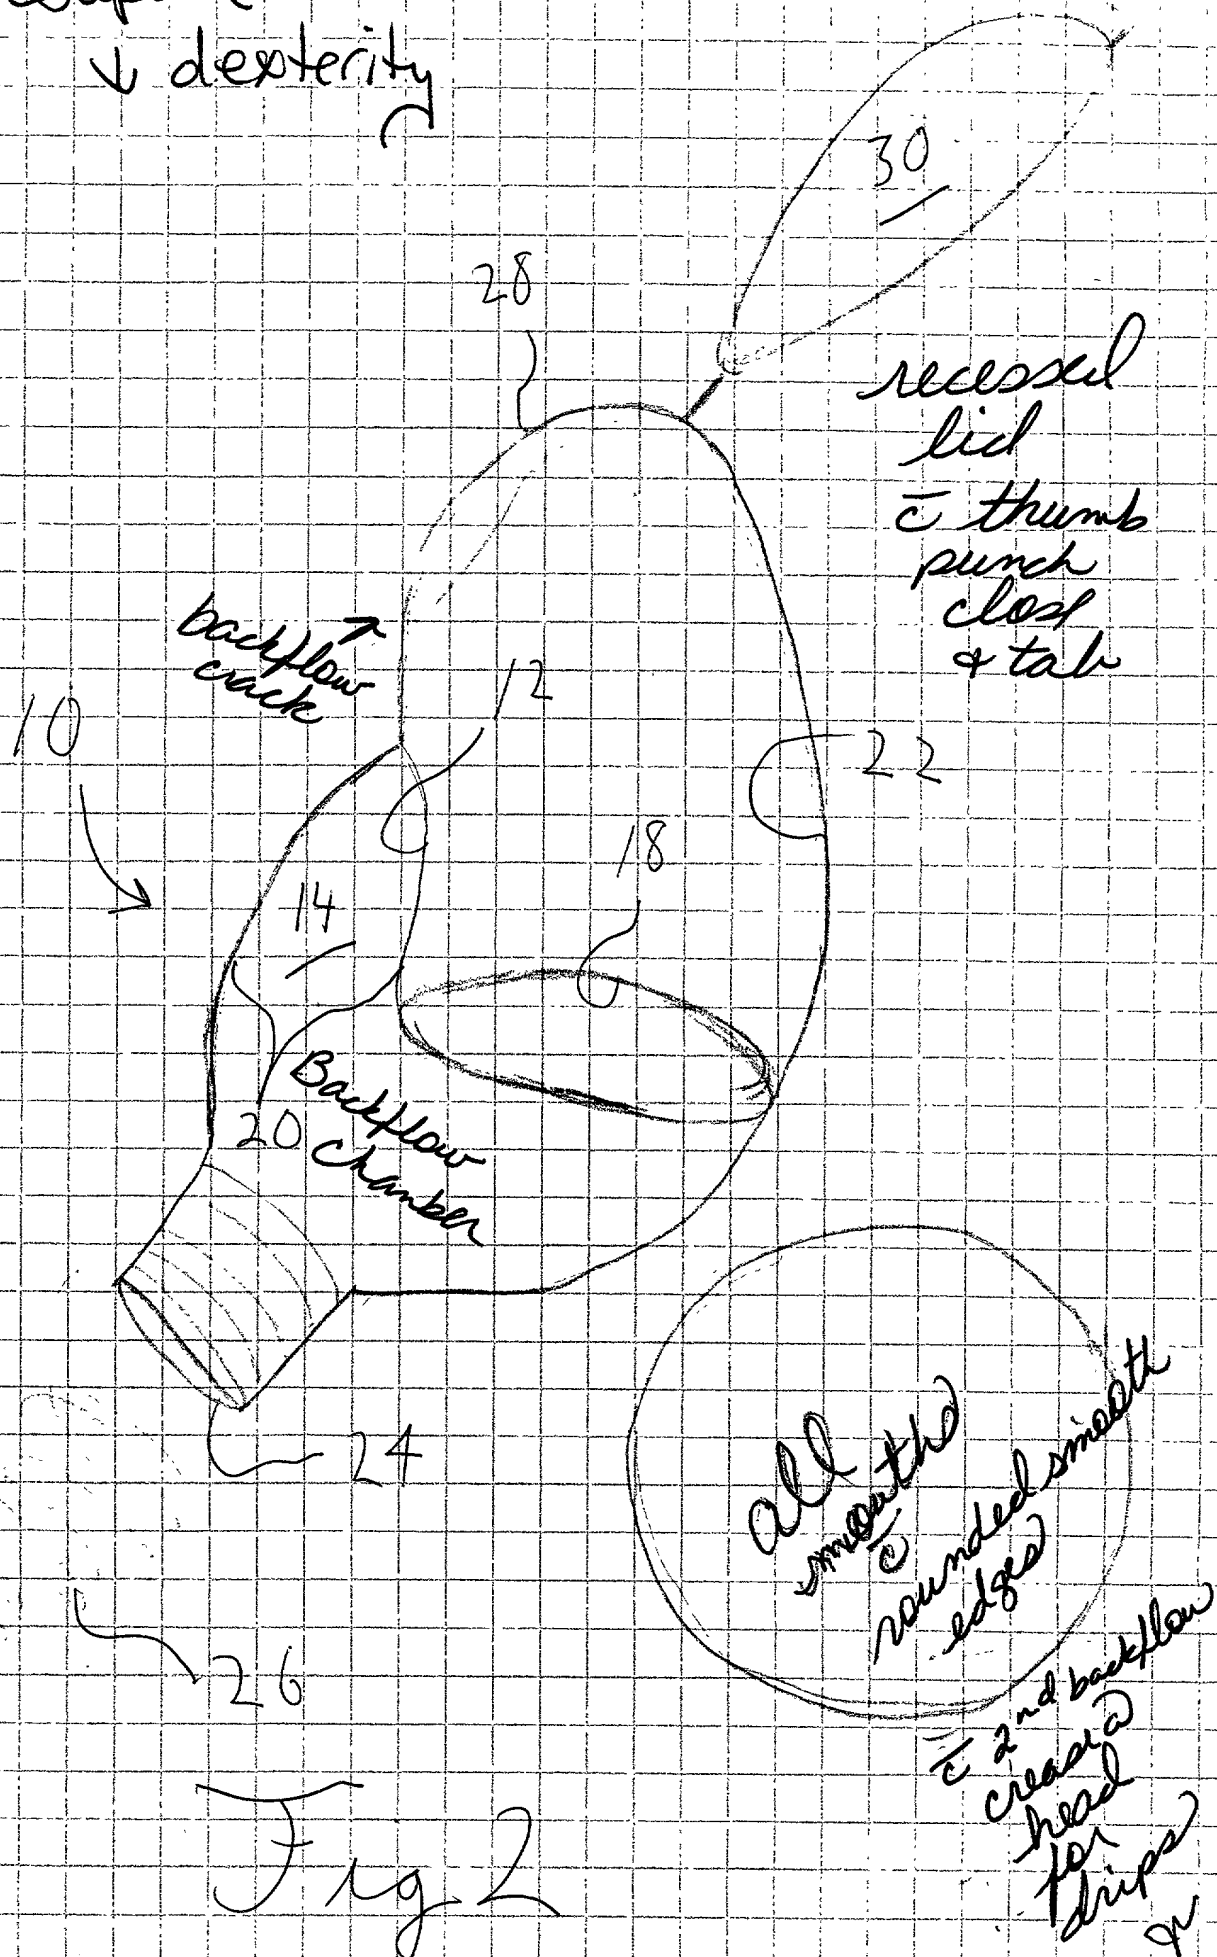 ↓ dexterity
30
28
recessed
lid
c̄ thumb
punch
close
& tab
backflow
crack
12
10
22
18
14
20
Backflow
Chamber
24
all
smooth
c̄
rounded smooth
edges
26
c̄ 2nd backflow
crease @
head
for
drips
&
Fig. 2